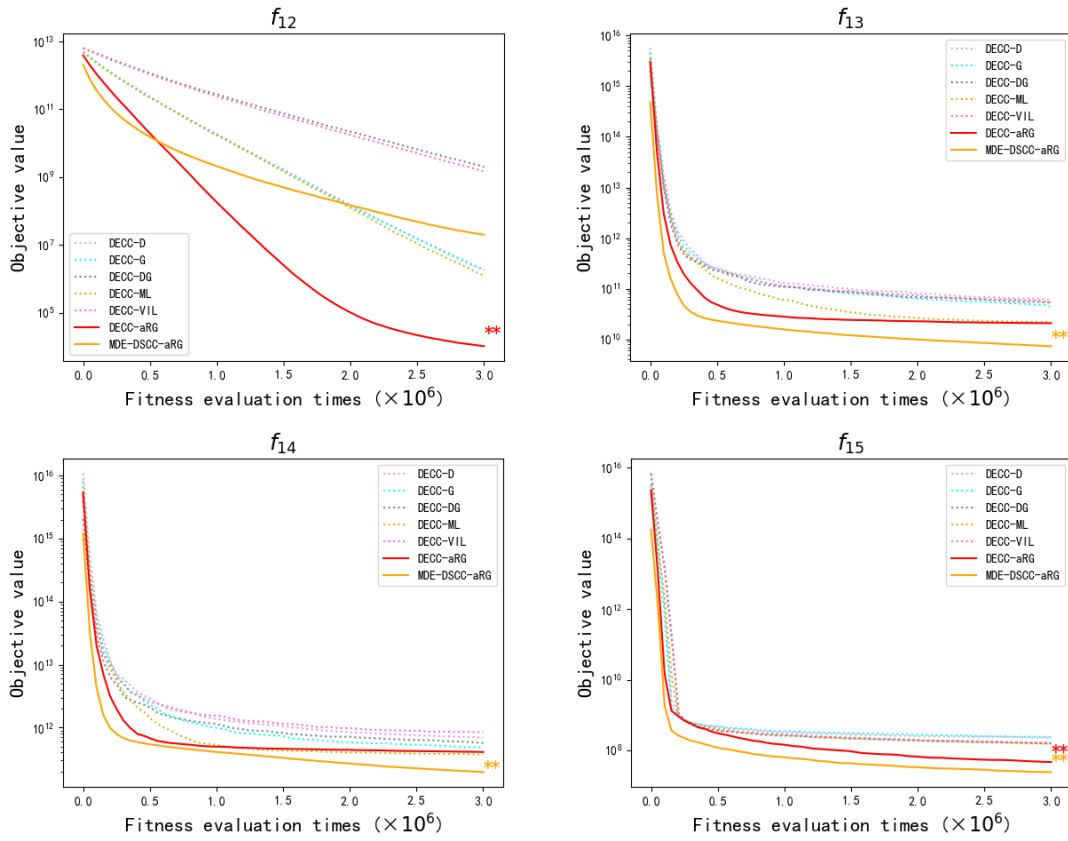 f12
10^13
10^11
10^9
10^7
10^5
Objective value
DECC-D
DECC-G
DECC-DG
DECC-ML
DECC-VIL
DECC-aRG
MDE-DSCC-aRG
**
0.0 0.5 1.0 1.5 2.0 2.5 3.0
Fitness evaluation times (×10^6)
f13
10^16
10^15
10^14
10^13
10^12
10^11
10^10
Objective value
DECC-D
DECC-G
DECC-DG
DECC-ML
DECC-VIL
DECC-aRG
MDE-DSCC-aRG
**
0.0 0.5 1.0 1.5 2.0 2.5 3.0
Fitness evaluation times (×10^6)
f14
10^16
10^15
10^14
10^13
10^12
Objective value
DECC-D
DECC-G
DECC-DG
DECC-ML
DECC-VIL
DECC-aRG
MDE-DSCC-aRG
**
0.0 0.5 1.0 1.5 2.0 2.5 3.0
Fitness evaluation times (×10^6)
f15
10^16
10^14
10^12
10^10
10^8
Objective value
DECC-D
DECC-G
DECC-DG
DECC-ML
DECC-VIL
DECC-aRG
MDE-DSCC-aRG
**
**
0.0 0.5 1.0 1.5 2.0 2.5 3.0
Fitness evaluation times (×10^6)